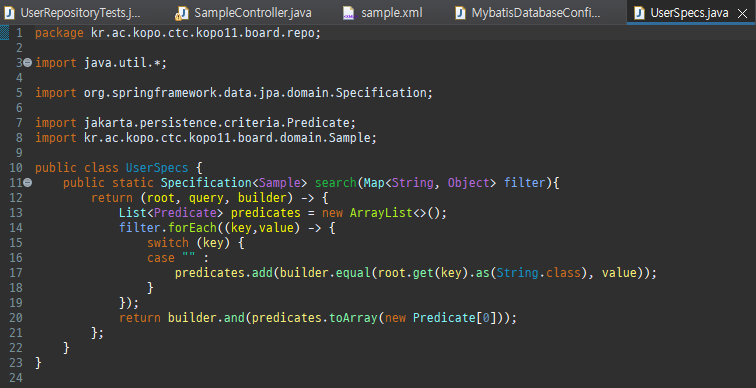 UserRepositoryTests.j... SampleController.java sample.xml MybatisDatabaseConfi... UserSpecs.java
1 package kr.ac.kopo.ctc.kopo11.board.repo;
2
3 import java.util.*;
4
5 import org.springframework.data.jpa.domain.Specification;
6
7 import jakarta.persistence.criteria.Predicate;
8 import kr.ac.kopo.ctc.kopo11.board.domain.Sample;
9
10 public class UserSpecs {
11     public static Specification<Sample> search(Map<String, Object> filter){
12         return (root, query, builder) -> {
13             List<Predicate> predicates = new ArrayList<>();
14             filter.forEach((key,value) -> {
15                 switch (key) {
16                 case "" :
17                     predicates.add(builder.equal(root.get(key).as(String.class), value));
18                 }
19             });
20             return builder.and(predicates.toArray(new Predicate[0]));
21         };
22     }
23 }
24